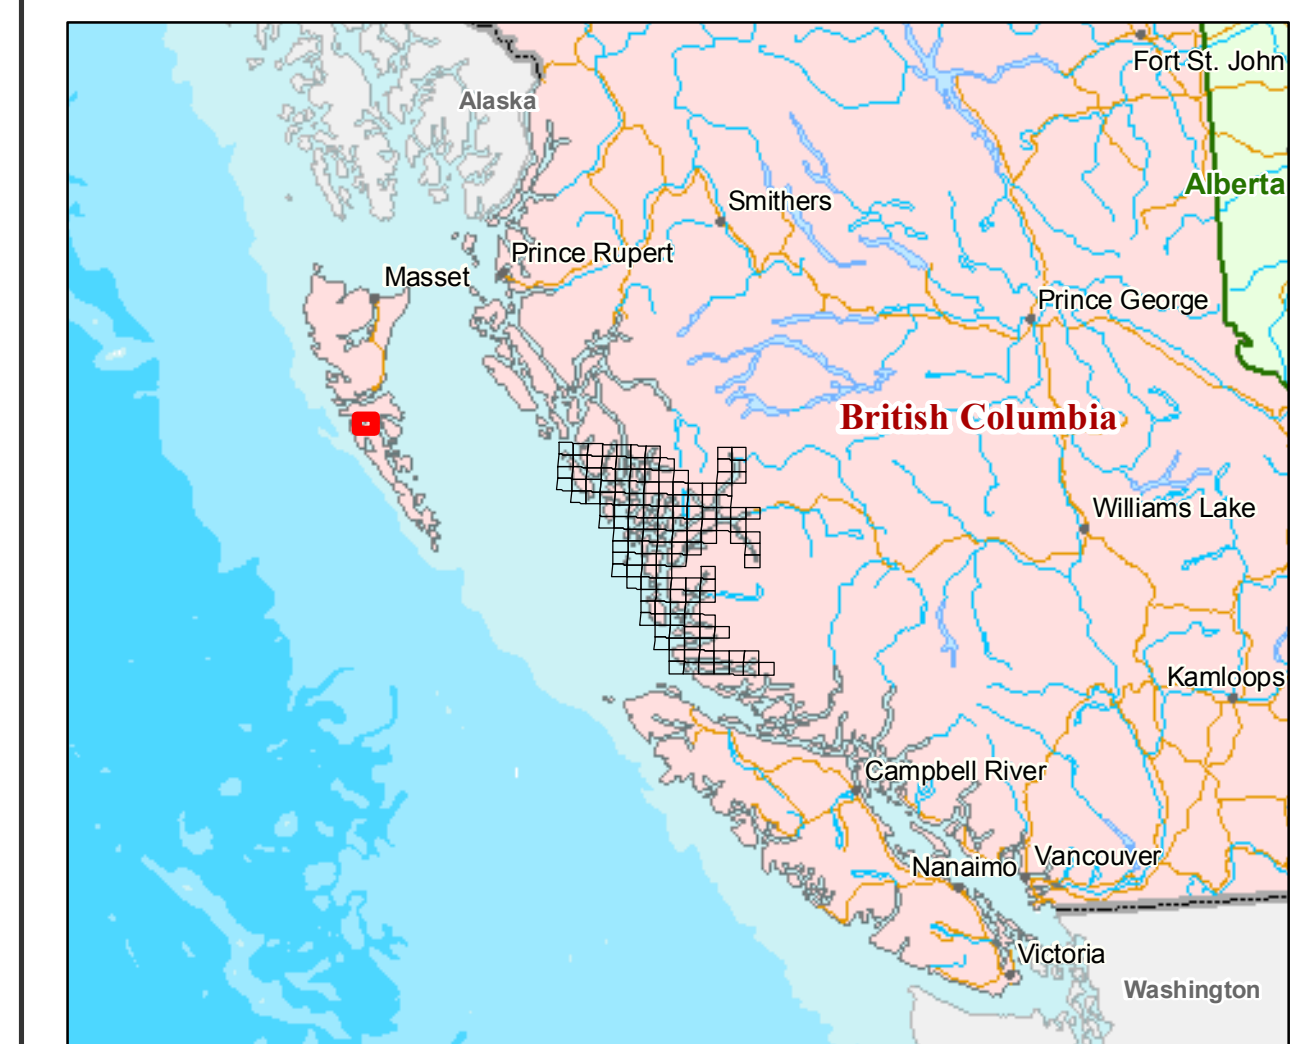 Fort St. John
Alaska
Alberta
Smithers
Prince Rupert
Masset
Prince George
British Columbia
Williams Lake
Kamloops
Campbell River
Vancouver
Nanaimo
Victoria
Washington